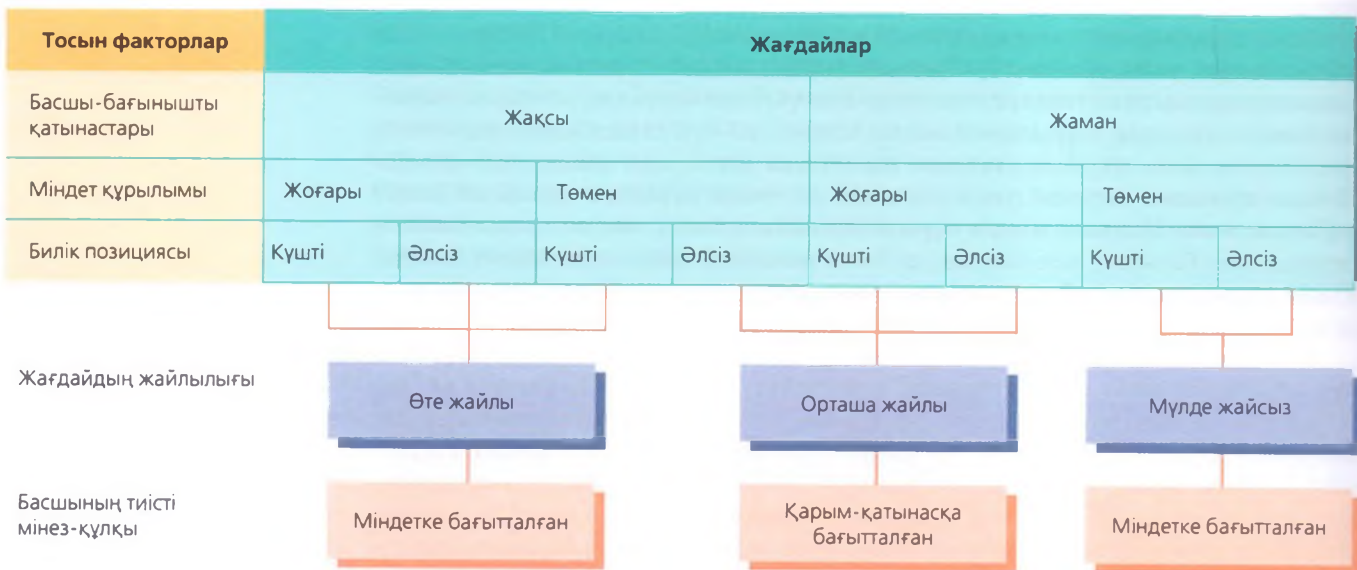 Тосын факторлар
Жағдайлар
Басшы-бағынышты
қатынастары
Жақсы
Жаман
Міндет құрылымы
Жоғары
Төмен
Жоғары
Төмен
Билік позициясы
Күшті
Әлсіз
Күшті
Әлсіз
Күшті
Әлсіз
Күшті
Әлсіз
Жағдайдың жайлылығы
Өте жайлы
Орташа жайлы
Мүлде жайсыз
Басшының тиісті
мінез-құлқы
Міндетке бағытталған
Қарым-қатынасқа
бағытталған
Міндетке бағытталған